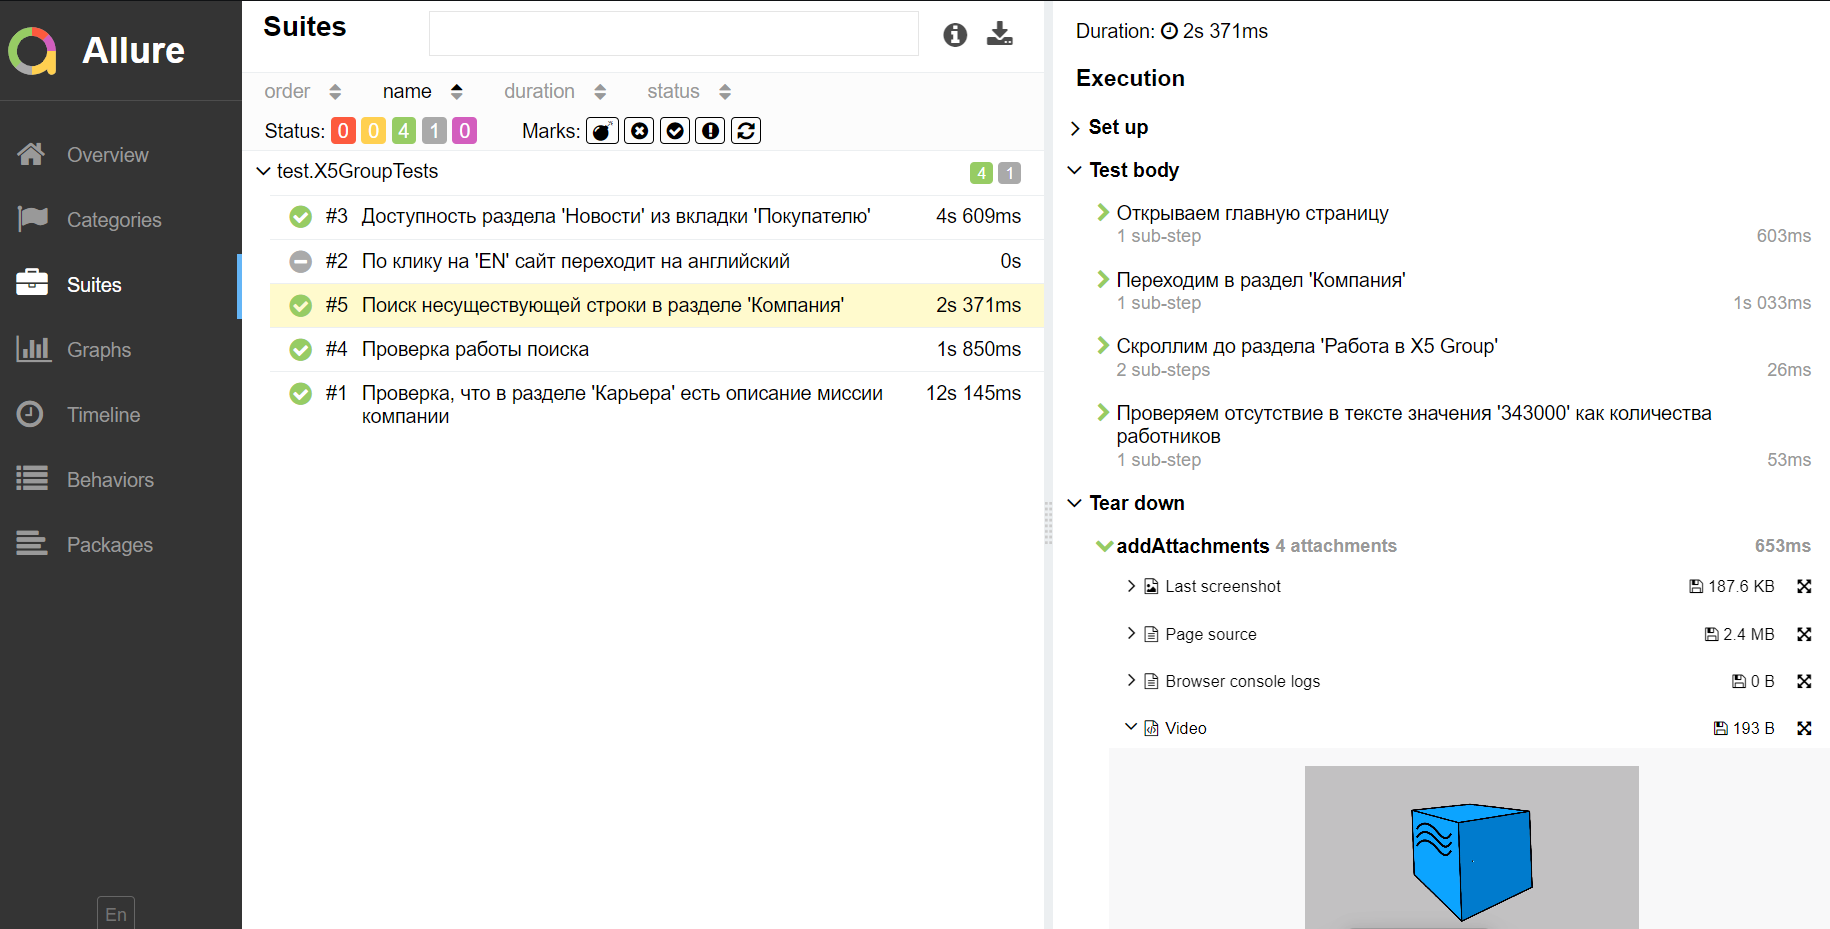 Allure
Overview
Categories
Suites
Graphs
Timeline
Behaviors
Packages
En
Suites
order name duration status
Status: 0 0 4 1 0 Marks:
test.X5GroupTests 4 1
#3 Доступность раздела 'Новости' из вкладки 'Покупателю' 4s 609ms
#2 По клику на 'EN' сайт переходит на английский 0s
#5 Поиск несуществующей строки в разделе 'Компания' 2s 371ms
#4 Проверка работы поиска 1s 850ms
#1 Проверка, что в разделе 'Карьера' есть описание миссии 12s 145ms
компании
Duration: 2s 371ms
Execution
Set up
Test body
Открываем главную страницу
1 sub-step 603ms
Переходим в раздел 'Компания'
1 sub-step 1s 033ms
Скроллим до раздела 'Работа в X5 Group'
2 sub-steps 26ms
Проверяем отсутствие в тексте значения '343000' как количества
работников
1 sub-step 53ms
Tear down
addAttachments 4 attachments 653ms
Last screenshot 187.6 KB
Page source 2.4 MB
Browser console logs 0 B
Video 193 B